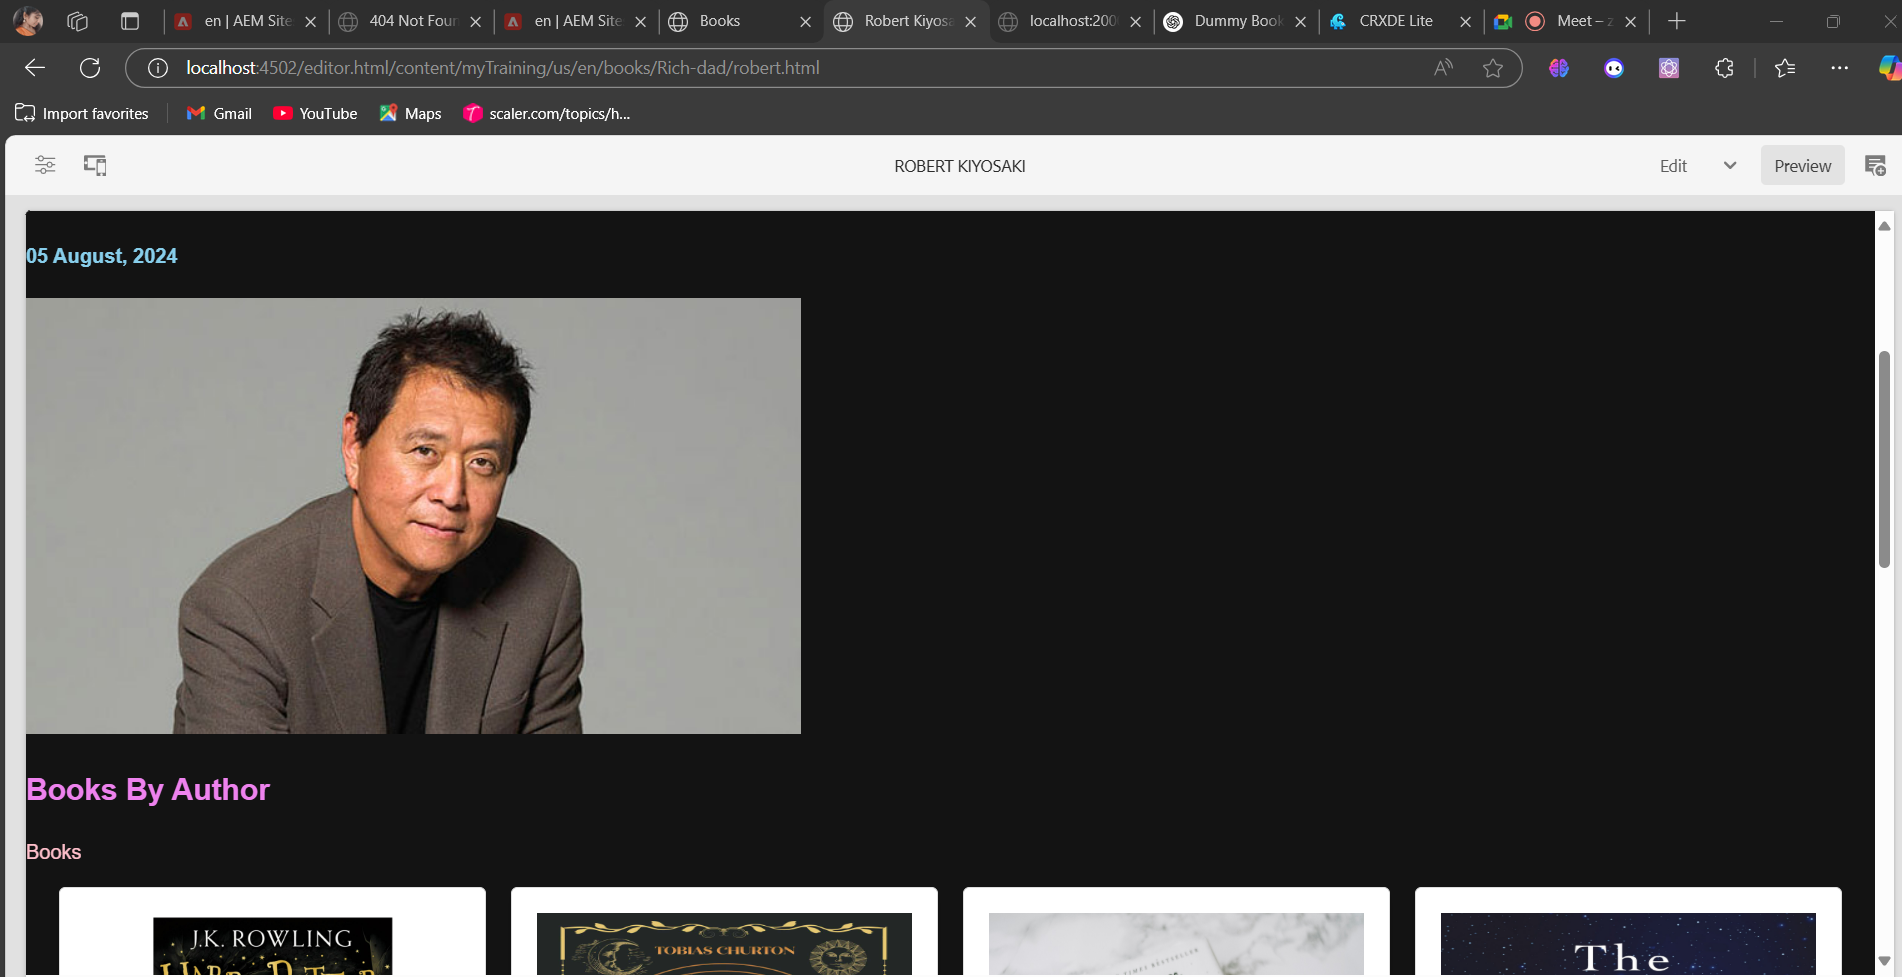 en | AEM Site
404 Not Foun
en | AEM Site
Books
Robert Kiyosa
localhost:200
Dummy Book
CRXDE Lite
Meet – z
localhost:4502/editor.html/content/myTraining/us/en/books/Rich-dad/robert.html
Import favorites
Gmail
YouTube
Maps
scaler.com/topics/h...
ROBERT KIYOSAKI
Edit
Preview
05 August, 2024
Books By Author
Books
J.K. ROWLING
TOBIAS CHURTON
The